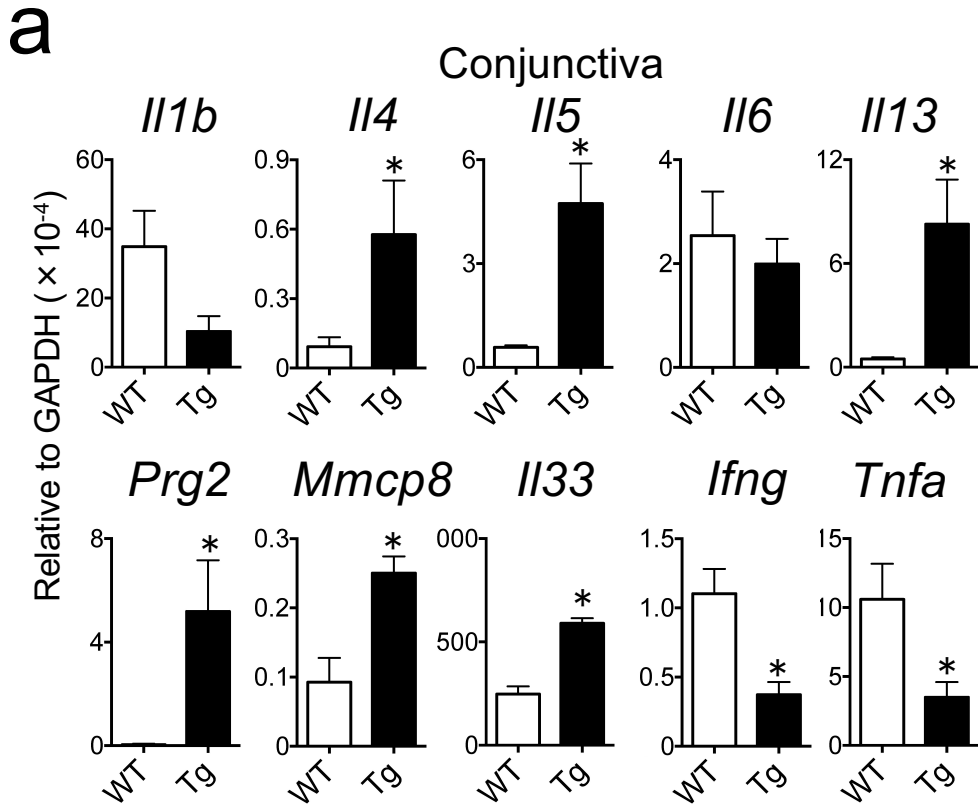 a
Conjunctiva
Il1b Il4 Il5 Il6 Il13
Relative to GAPDH ( × 10-4)
60 40 20 0
WT Tg
0.9 0.6 0.3 0
*
WT Tg
6 3 0
*
WT Tg
4 2 0
WT Tg
12 6 0
*
WT Tg
Prg2 Mmcp8 Il33 Ifng Tnfa
8 4 0
*
WT Tg
0.3 0.2 0.1 0
*
WT Tg
000 500 0
*
WT Tg
1.5 1.0 0.5 0
*
WT Tg
15 10 5 0
*
WT Tg